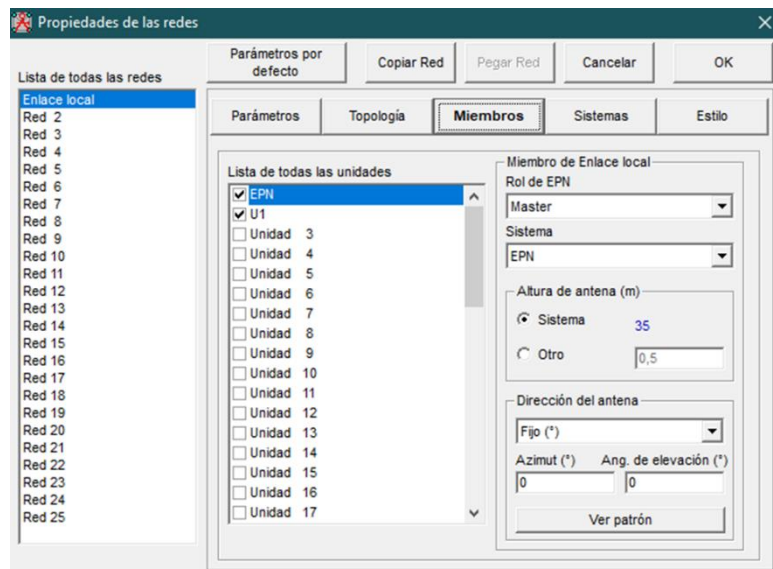 Propiedades de las redes
Lista de todas las redes
Parámetros por
defecto
Copiar Red
Pegar Red
Cancelar
OK
Enlace local
Red 2
Red 3
Red 4
Red 5
Red 6
Red 7
Red 8
Red 9
Red 10
Red 11
Red 12
Red 13
Red 14
Red 15
Red 16
Red 17
Red 18
Red 19
Red 20
Red 21
Red 22
Red 23
Red 24
Red 25
Parámetros
Topología
Miembros
Sistemas
Estilo
Lista de todas las unidades
EPN
U1
Unidad 3
Unidad 4
Unidad 5
Unidad 6
Unidad 7
Unidad 8
Unidad 9
Unidad 10
Unidad 11
Unidad 12
Unidad 13
Unidad 14
Unidad 15
Unidad 16
Unidad 17
Miembro de Enlace local
Rol de EPN
Master
Sistema
EPN
Altura de antena (m)
Sistema 35
Otro 0,5
Dirección del antena
Fijo (°)
Azimut (°) Ang. de elevación (°)
0 0
Ver patrón